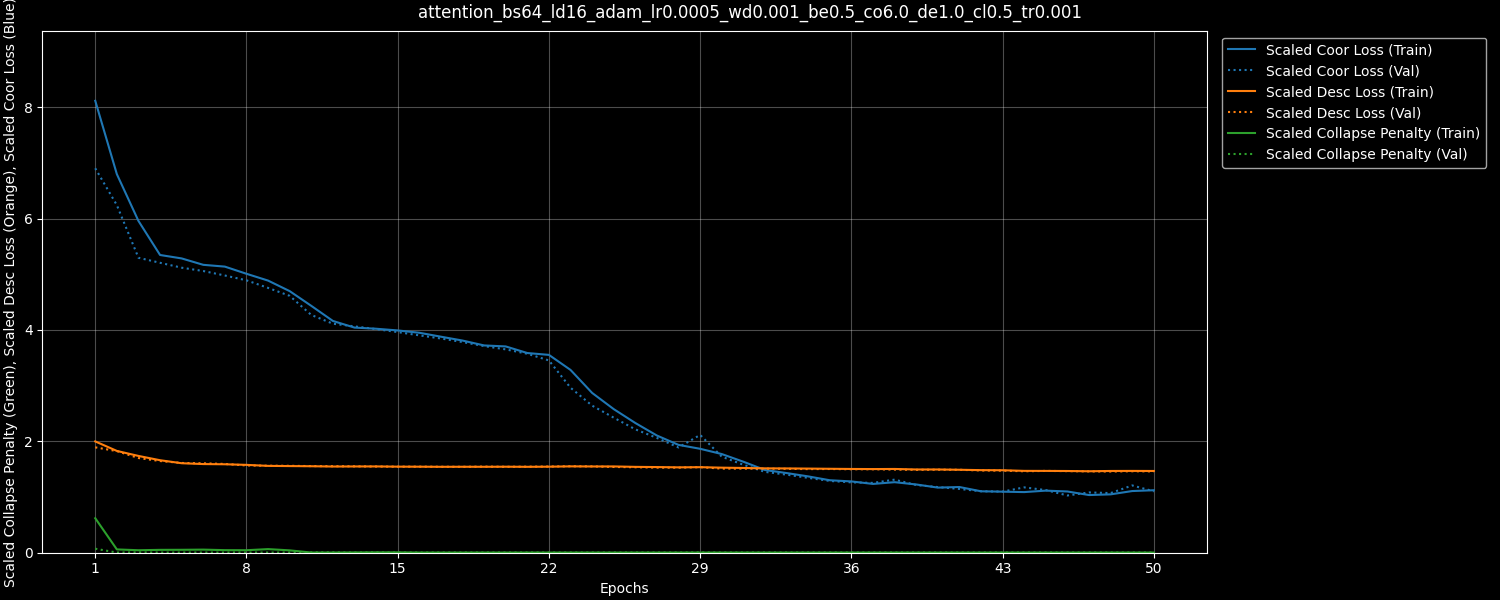 attention_bs64_ld16_adam_lr0.0005_wd0.001_be0.5_co6.0_de1.0_cl0.5_tr0.001
Scaled Collapse Penalty (Green), Scaled Desc Loss (Orange), Scaled Coor Loss (Blue)
8
6
4
2
0
1 8 15 22 29 36 43 50
Epochs
Scaled Coor Loss (Train)
Scaled Coor Loss (Val)
Scaled Desc Loss (Train)
Scaled Desc Loss (Val)
Scaled Collapse Penalty (Train)
Scaled Collapse Penalty (Val)